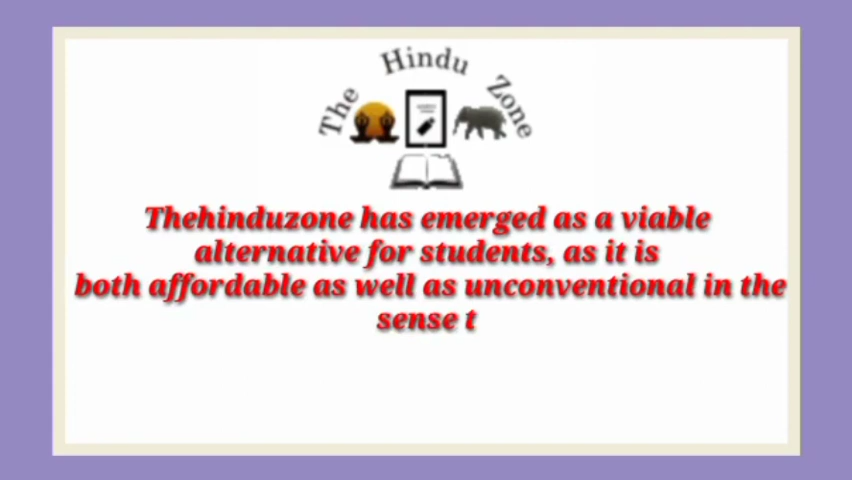 The Hindu Zone
Thehinduzone has emerged as a viable
alternative for students, as it is
both affordable as well as unconventional in the
sense t